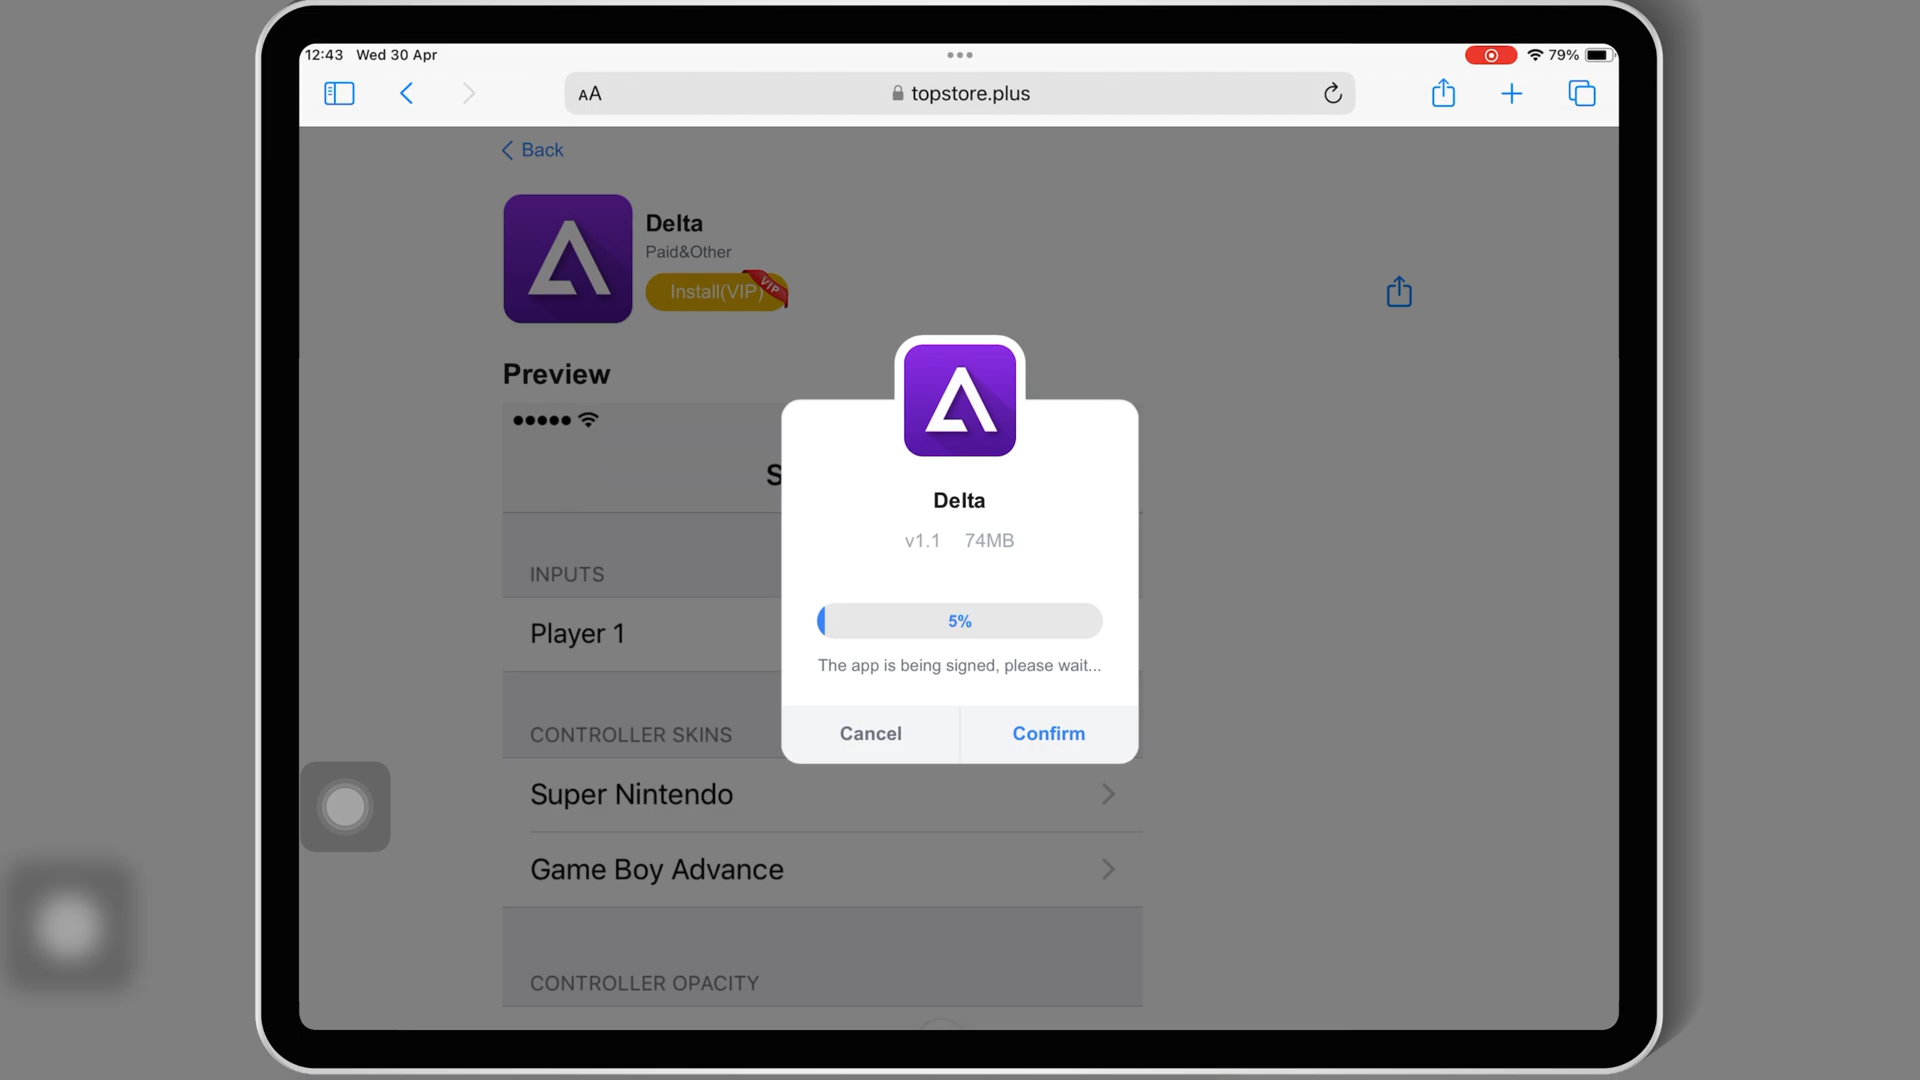 12:43 Wed 30 Apr
79%
AA topstore.plus
Back
Delta
Paid&Other
Install(VIP)
VIP
Preview
S
INPUTS
Player 1
CONTROLLER SKINS
Super Nintendo
Game Boy Advance
CONTROLLER OPACITY
Delta
v1.1 74MB
5%
The app is being signed, please wait...
Cancel Confirm